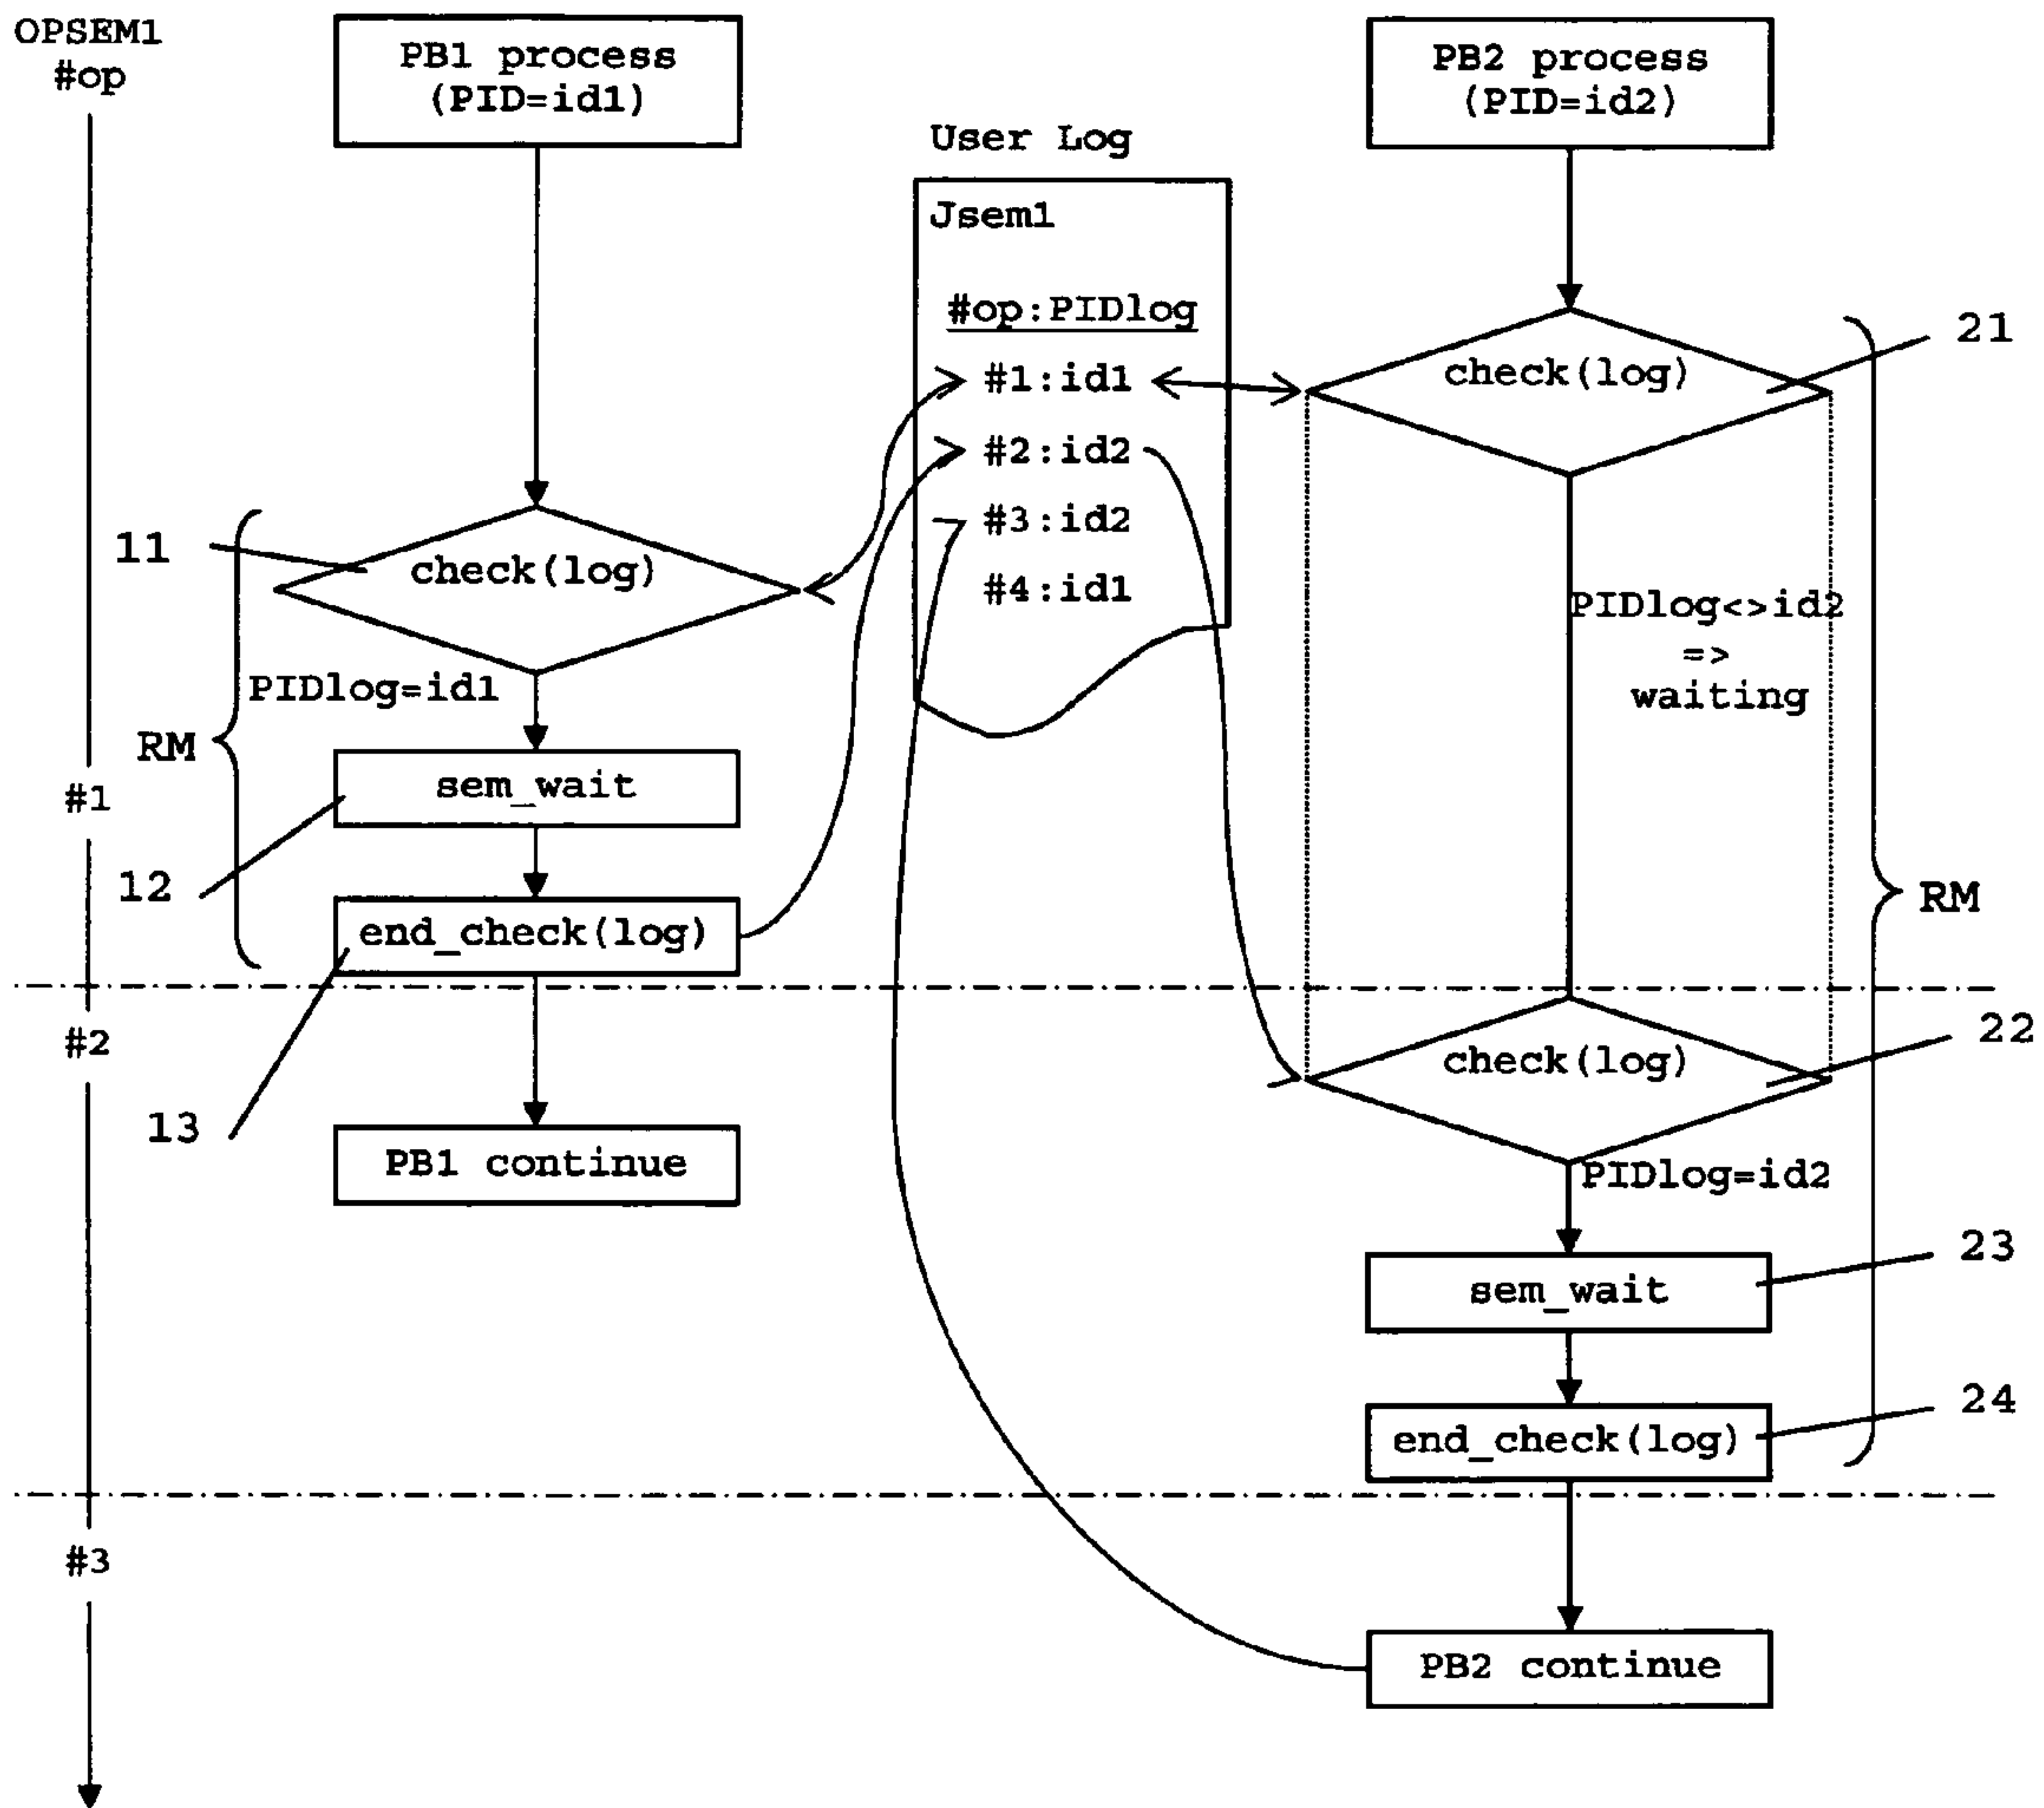 OPSEM1
#op
PB1 process
(PID=id1)
PB2 process
(PID=id2)
User Log
Jsem1
#op:PIDlog
#1:id1
#2:id2
#3:id2
#4:id1
check(log)
21
11
check(log)
PIDlog<>id2
=>
waiting
PIDlog=id1
RM
sem_wait
#1
12
RM
end_check(log)
#2
22
check(log)
13
PB1 continue
PIDlog=id2
23
sem_wait
24
end_check(log)
#3
PB2 continue